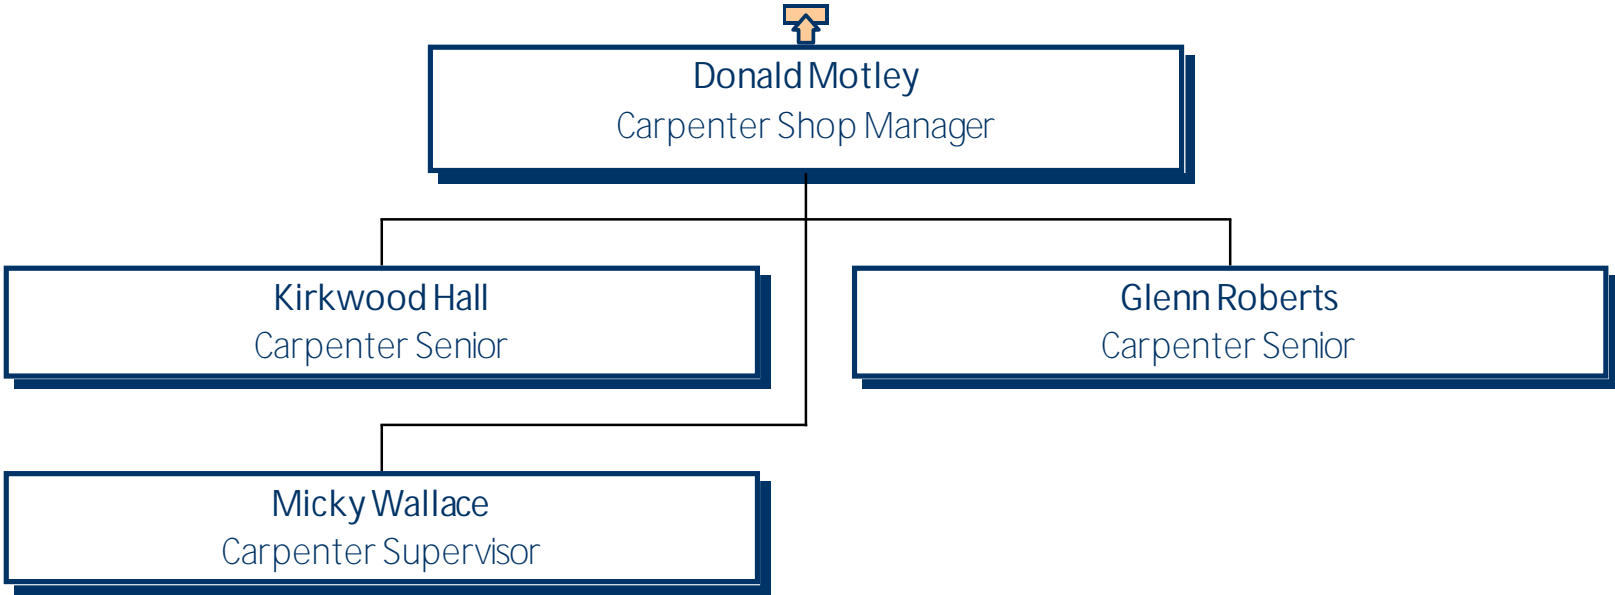 Donald Motley
Carpenter Shop Manager
Kirkwood Hall
Carpenter Senior
Glenn Roberts
Carpenter Senior
Micky Wallace
Carpenter Supervisor